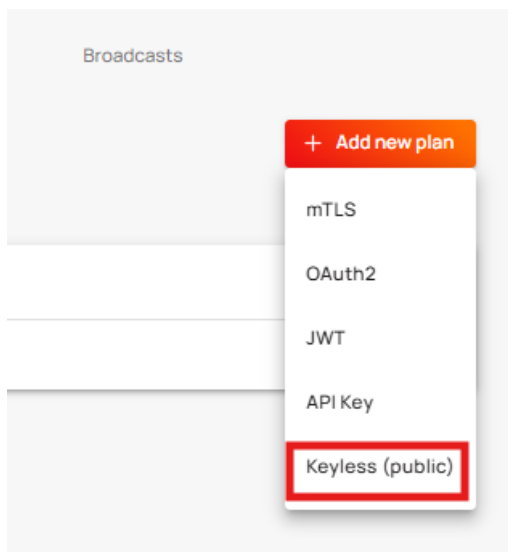 Broadcasts
+ Add new plan
mTLS
OAuth2
JWT
API Key
Keyless (public)